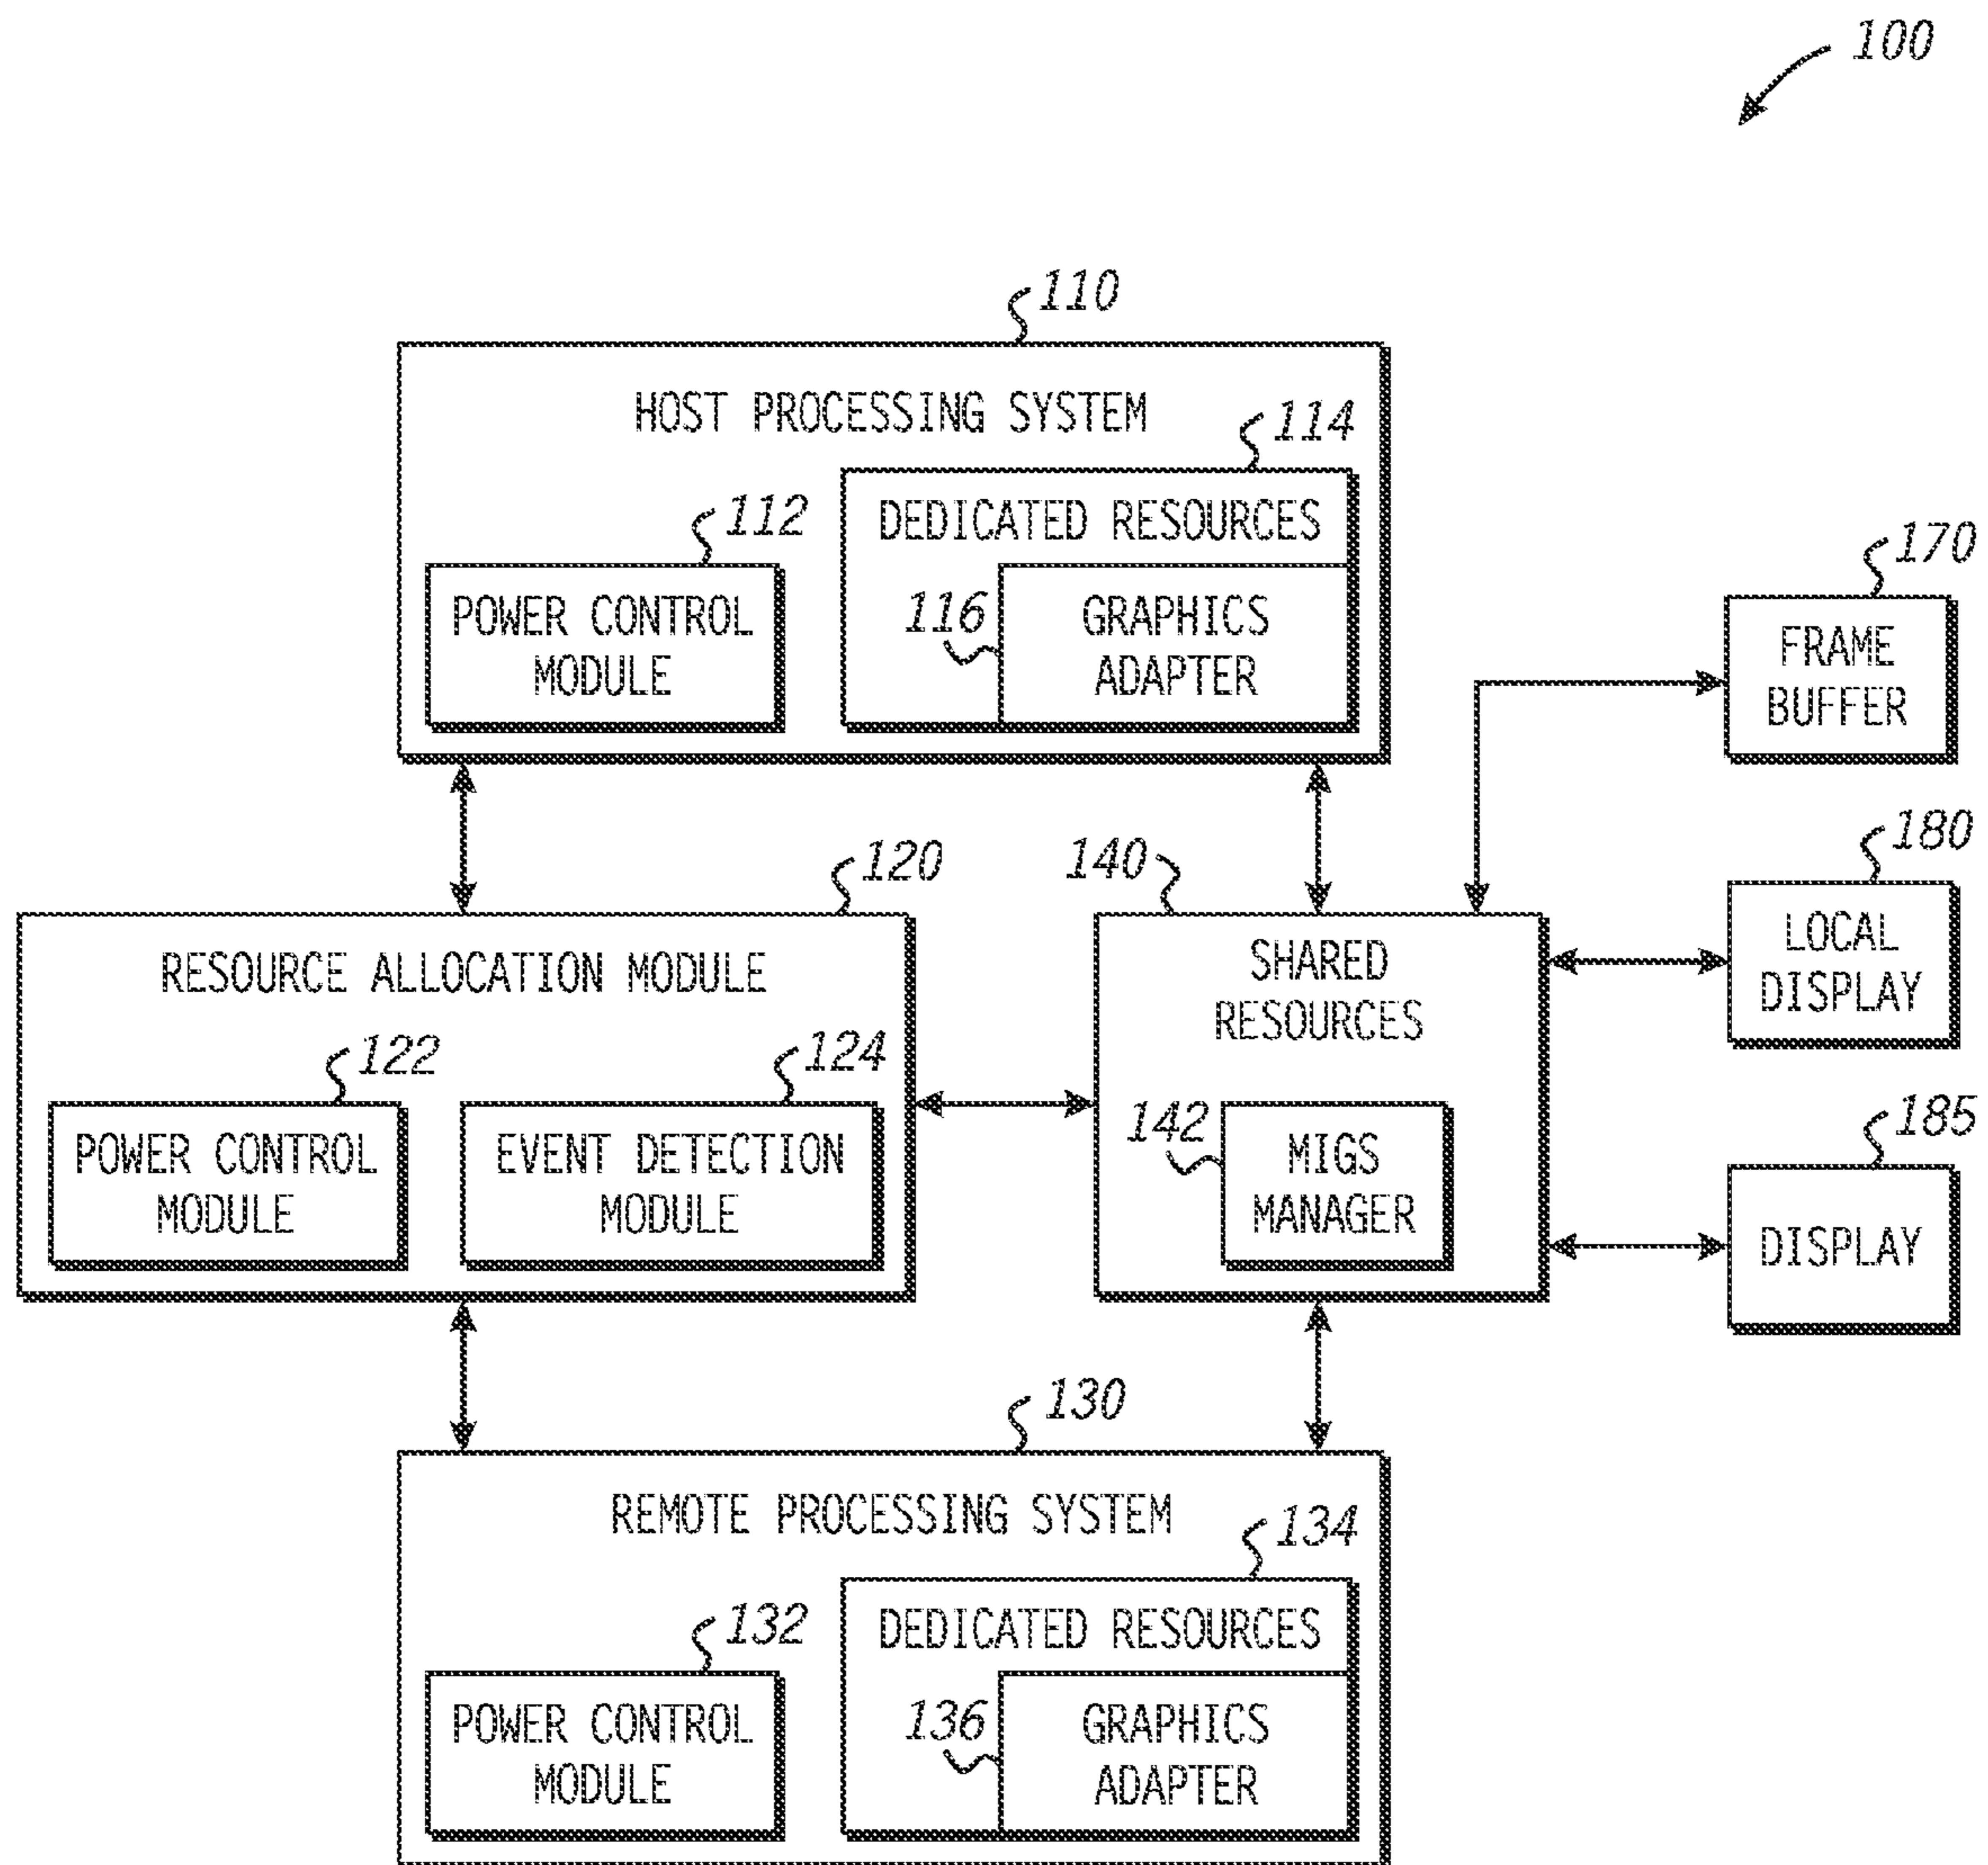 100
110
HOST PROCESSING SYSTEM
114
DEDICATED RESOURCES
112
POWER CONTROL
MODULE
116
GRAPHICS
ADAPTER
170
FRAME
BUFFER
120
RESOURCE ALLOCATION MODULE
122
POWER CONTROL
MODULE
124
EVENT DETECTION
MODULE
140
SHARED
RESOURCES
142
MIGS
MANAGER
180
LOCAL
DISPLAY
185
DISPLAY
130
REMOTE PROCESSING SYSTEM
134
DEDICATED RESOURCES
132
POWER CONTROL
MODULE
136
GRAPHICS
ADAPTER